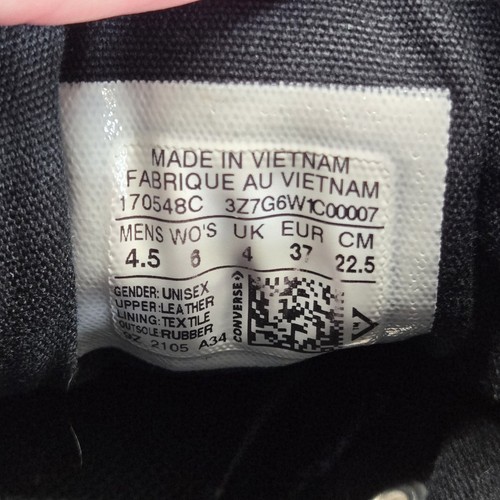 MADE IN VIETNAM
FABRIQUE AU VIETNAM
170548C 3Z7G6W1C00007
MENS WO'S UK EUR CM
4.5 6 4 37 22.5
GENDER: UNISEX
UPPER: LEATHER
LINING: TEXTILE
OUTSOLE: RUBBER
2105 A34
CONVERSE